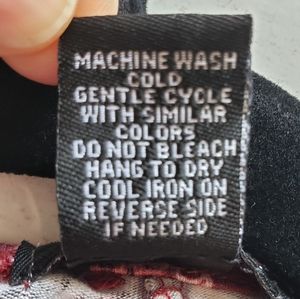 MACHINE WASH
COLD
GENTLE CYCLE
WITH SIMILAR
COLORS
DO NOT BLEACH
HANG TO DRY
COOL IRON ON
REVERSE SIDE
IF NEEDED